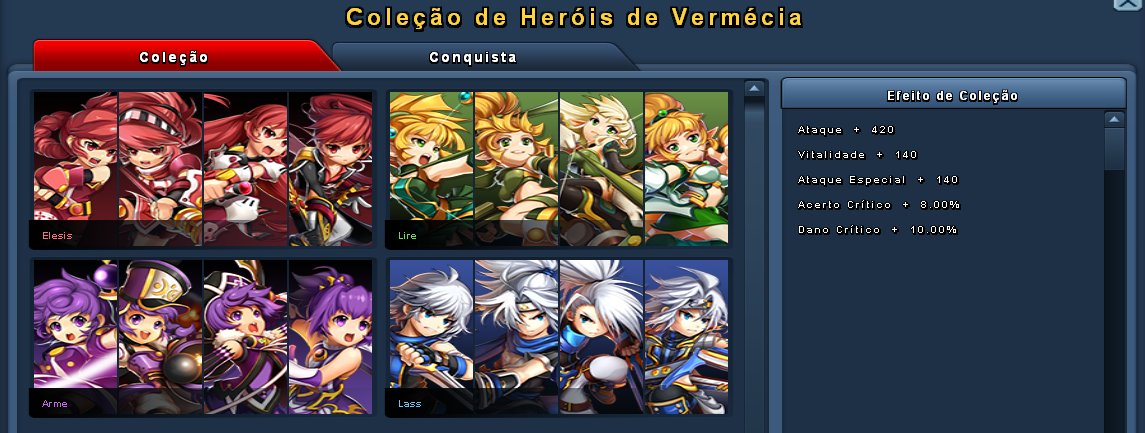 Coleção de Heróis de Vermécia
Coleção
Conquista
Elesis
Lire
Arme
Lass
Efeito de Coleção
Ataque + 420
Vitalidade + 140
Ataque Especial + 140
Acerto Crítico + 8.00%
Dano Crítico + 10.00%